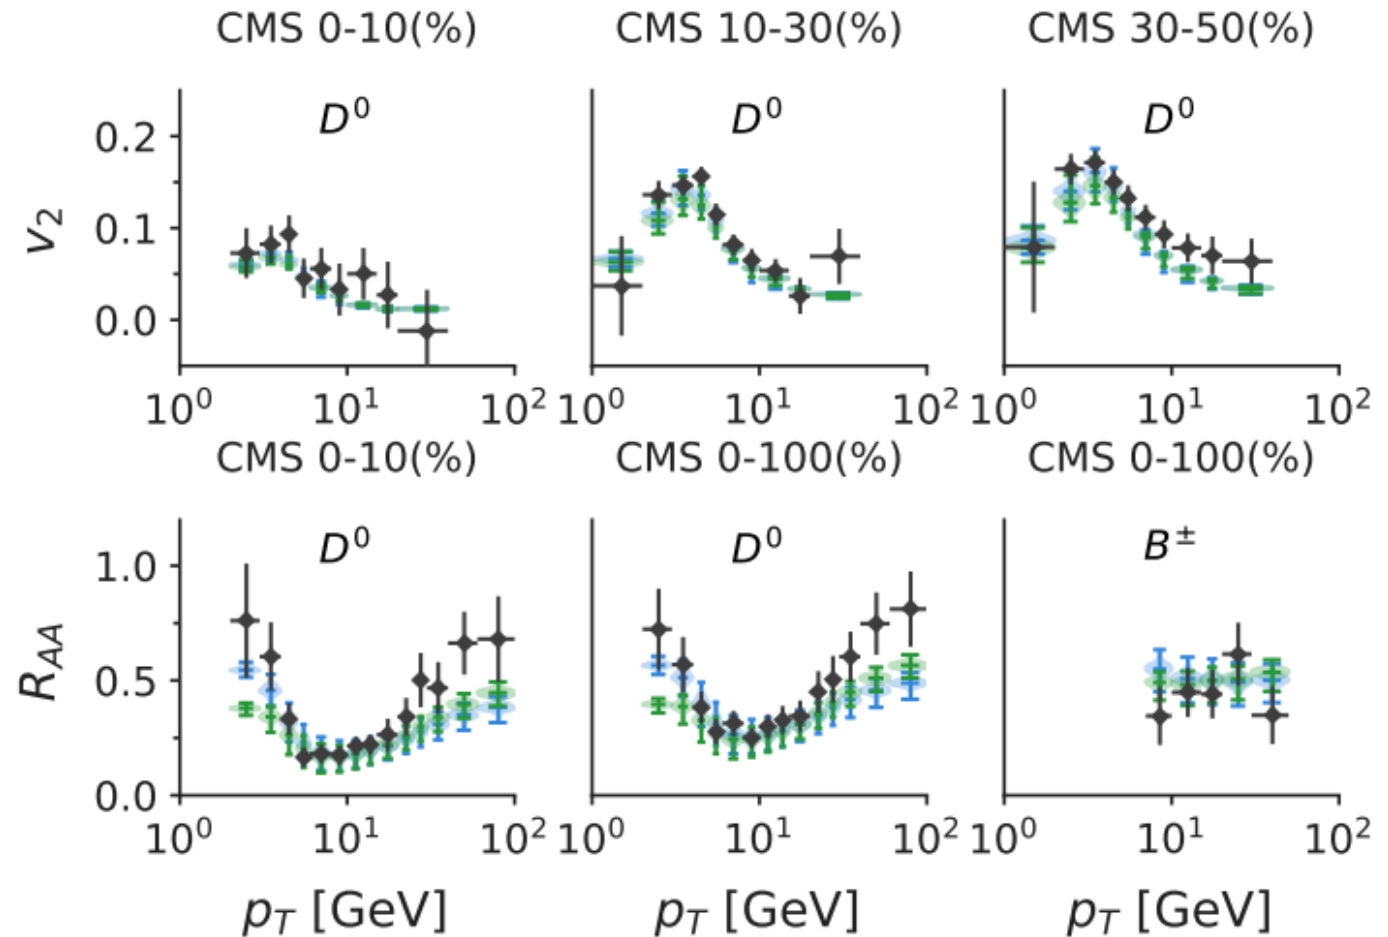 CMS 0-10(%) CMS 10-30(%) CMS 30-50(%)
D⁰ D⁰ D⁰
0.2
0.1
0.0
v₂
10⁰ 10¹ 10² 10⁰ 10¹ 10² 10⁰ 10¹ 10²
CMS 0-10(%) CMS 0-100(%) CMS 0-100(%)
D⁰ D⁰ B±
1.0
0.5
0.0
R_AA
10⁰ 10¹ 10² 10⁰ 10¹ 10² 10⁰ 10¹ 10²
p_T [GeV] p_T [GeV] p_T [GeV]